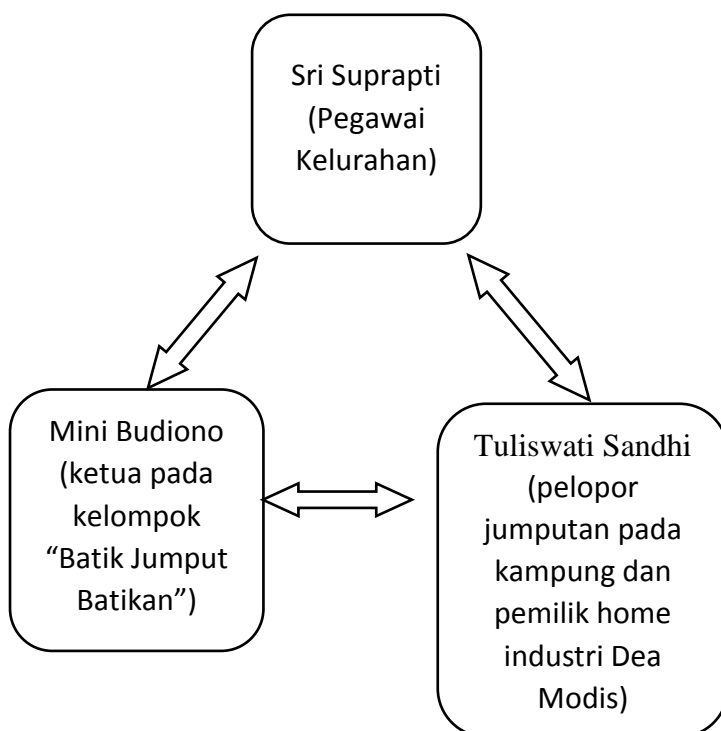 Sri Suprapti
(Pegawai
Kelurahan)
Mini Budiono
(ketua pada
kelompok
“Batik Jumput
Batikan”)
Tuliswati Sandhi
(pelopor
jumputan pada
kampung dan
pemilik home
industri Dea
Modis)